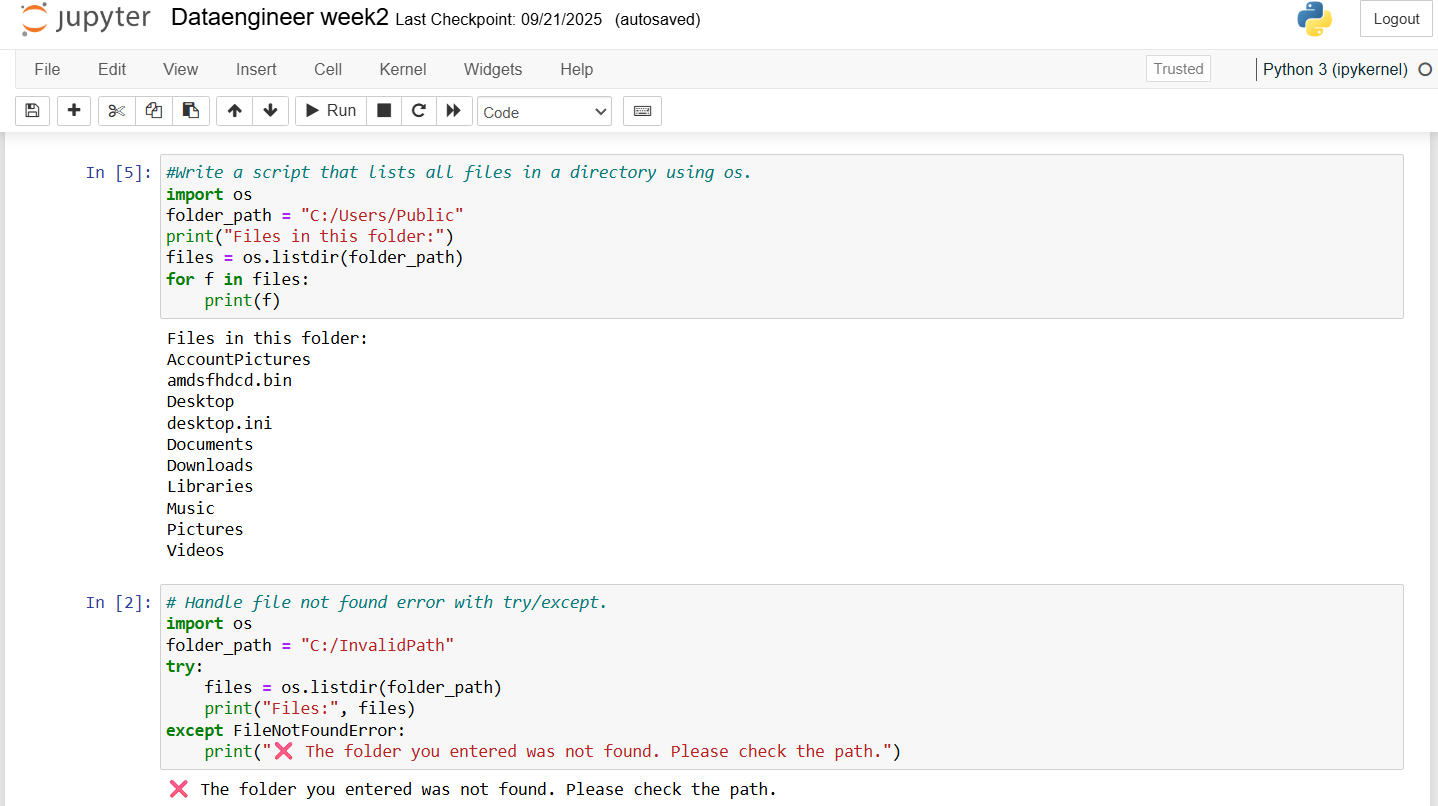 jupyter Dataengineer week2 Last Checkpoint: 09/21/2025 (autosaved) Logout
File Edit View Insert Cell Kernel Widgets Help Trusted Python 3 (ipykernel)
Run Code
In [5]: #Write a script that lists all files in a directory using os.
import os
folder_path = "C:/Users/Public"
print("Files in this folder:")
files = os.listdir(folder_path)
for f in files:
    print(f)
Files in this folder:
AccountPictures
amdsfhdcd.bin
Desktop
desktop.ini
Documents
Downloads
Libraries
Music
Pictures
Videos
In [2]: # Handle file not found error with try/except.
import os
folder_path = "C:/InvalidPath"
try:
    files = os.listdir(folder_path)
    print("Files:", files)
except FileNotFoundError:
    print("❌ The folder you entered was not found. Please check the path.")
❌ The folder you entered was not found. Please check the path.